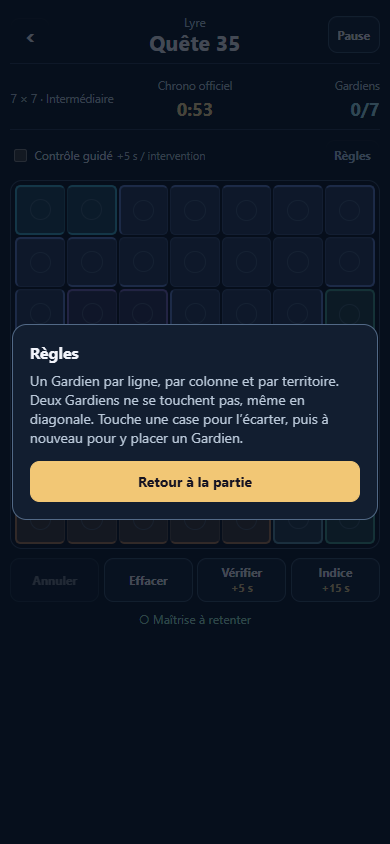 Lyre
Quête 35
Pause
7 × 7 · Intermédiaire
Chrono officiel
0:53
Gardiens
0/7
Contrôle guidé +5 s / intervention
Règles
Règles
Un Gardien par ligne, par colonne et par territoire.
Deux Gardiens ne se touchent pas, même en
diagonale. Touche une case pour l’écarter, puis à
nouveau pour y placer un Gardien.
Retour à la partie
Annuler
Effacer
Vérifier
+5 s
Indice
+15 s
Maîtrise à retenter